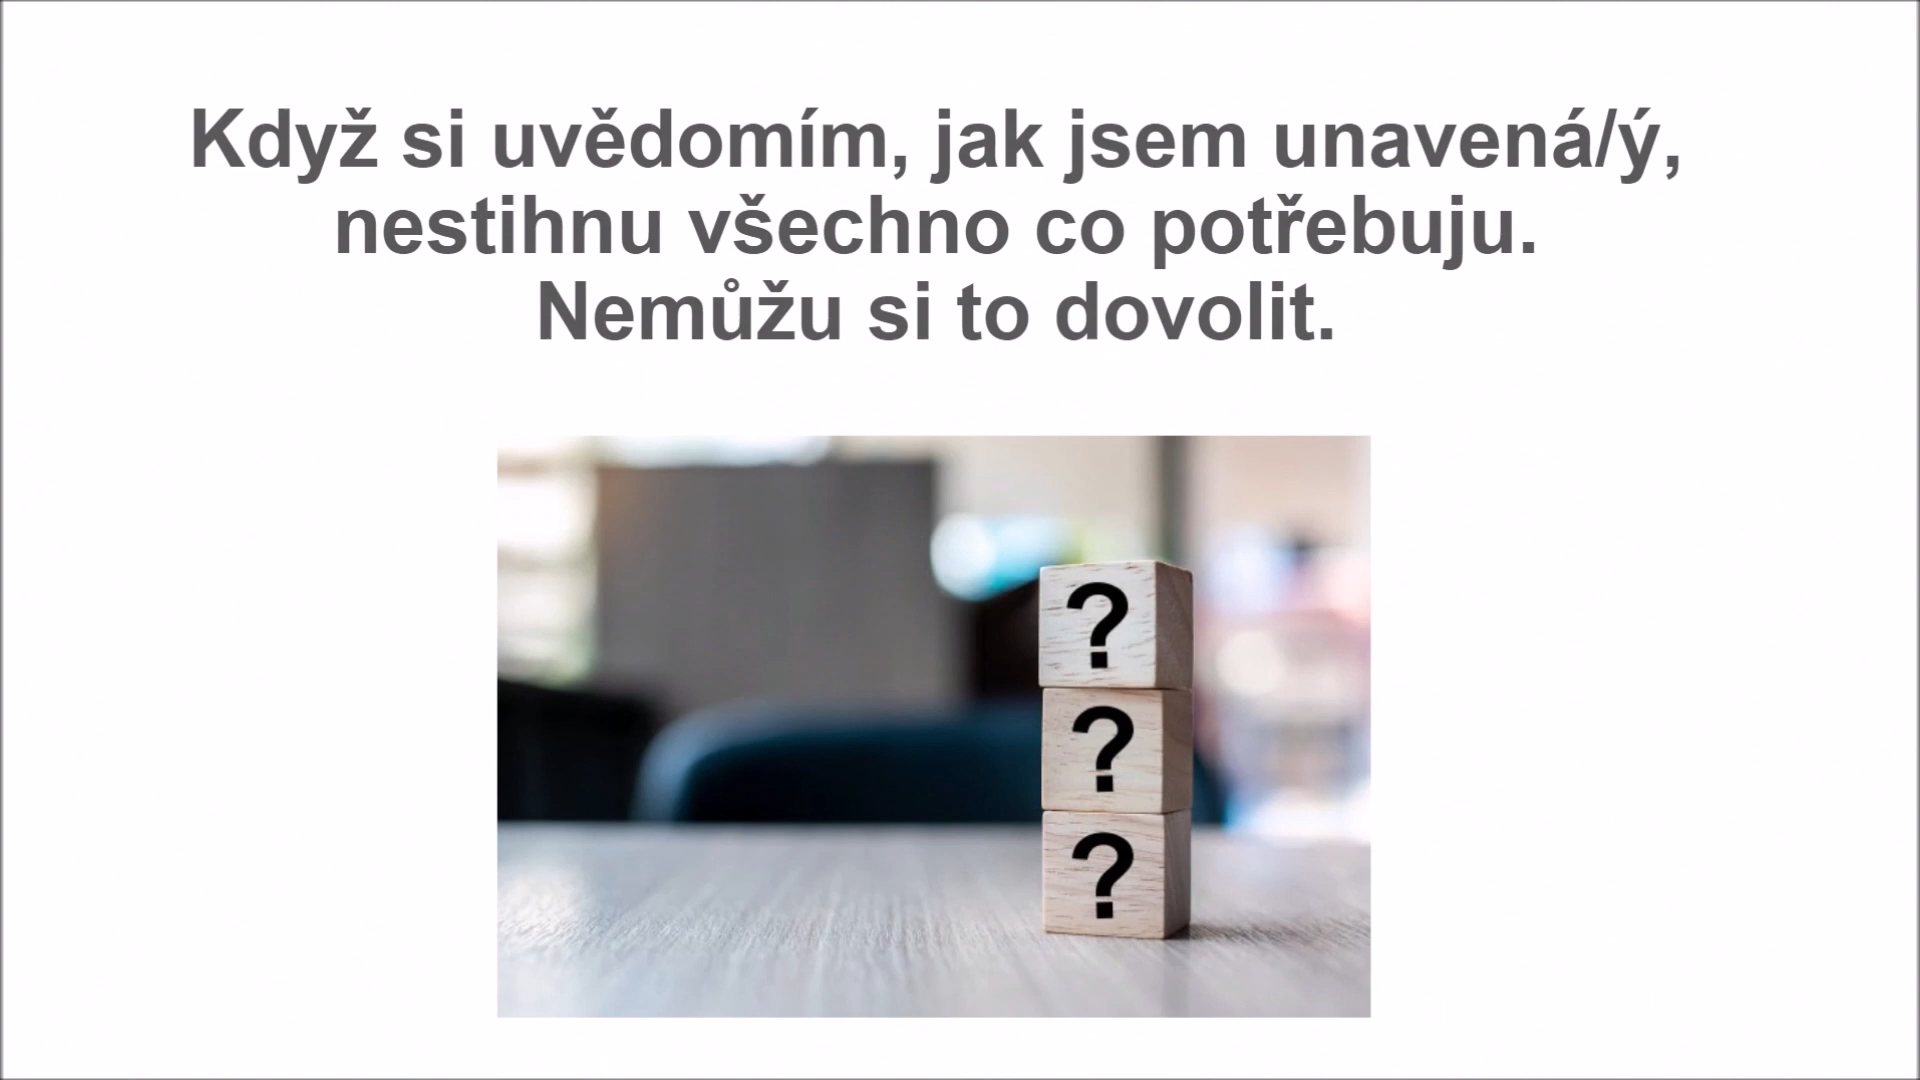 Když si uvědomím, jak jsem unavená/ý,
nestihnu všechno co potřebuju.
Nemůžu si to dovolit.
?
?
?